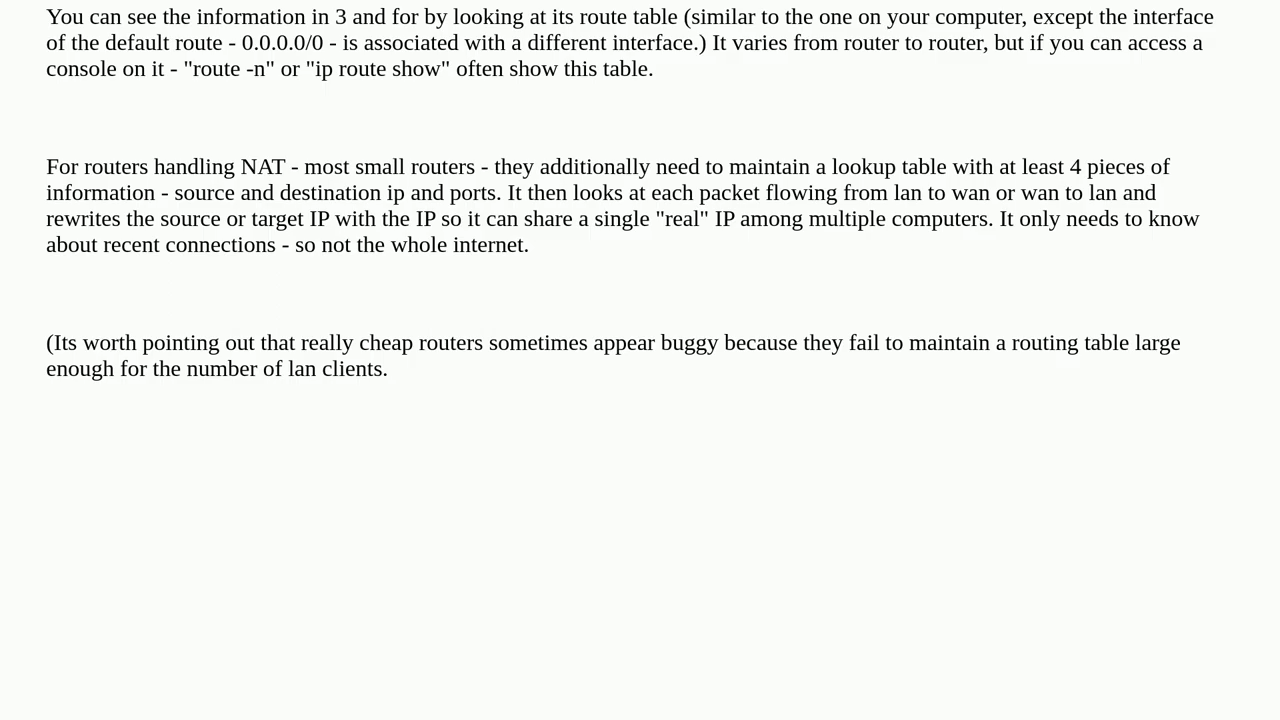 You can see the information in 3 and for by looking at its route table (similar to the one on your computer, except the interface
of the default route - 0.0.0.0/0 - is associated with a different interface.) It varies from router to router, but if you can access a
console on it - "route -n" or "ip route show" often show this table.
For routers handling NAT - most small routers - they additionally need to maintain a lookup table with at least 4 pieces of
information - source and destination ip and ports. It then looks at each packet flowing from lan to wan or wan to lan and
rewrites the source or target IP with the IP so it can share a single "real" IP among multiple computers. It only needs to know
about recent connections - so not the whole internet.
(Its worth pointing out that really cheap routers sometimes appear buggy because they fail to maintain a routing table large
enough for the number of lan clients.